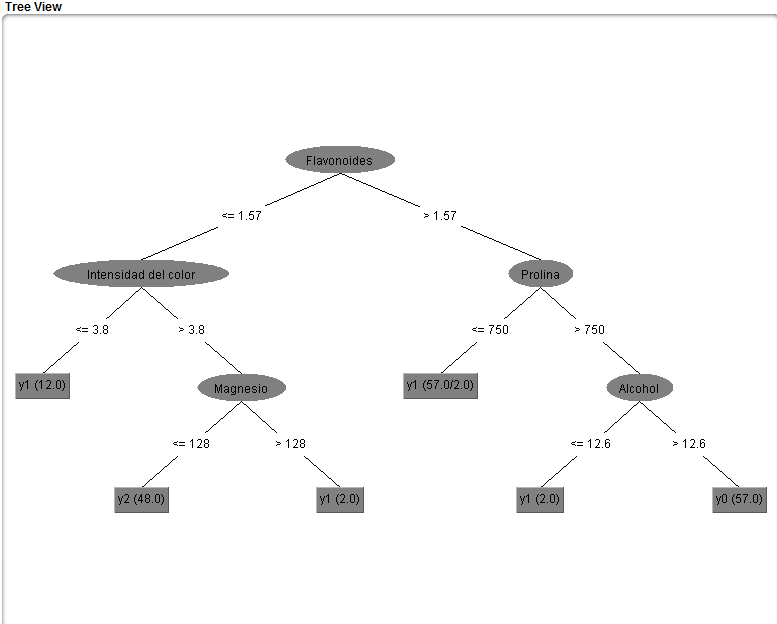 Tree View
Flavonoides
<= 1.57
> 1.57
Intensidad del color
Prolina
<= 3.8
> 3.8
<= 750
> 750
y1 (12.0)
Magnesio
y1 (57.0/2.0)
Alcohol
<= 128
> 128
<= 12.6
> 12.6
y2 (48.0)
y1 (2.0)
y1 (2.0)
y0 (57.0)